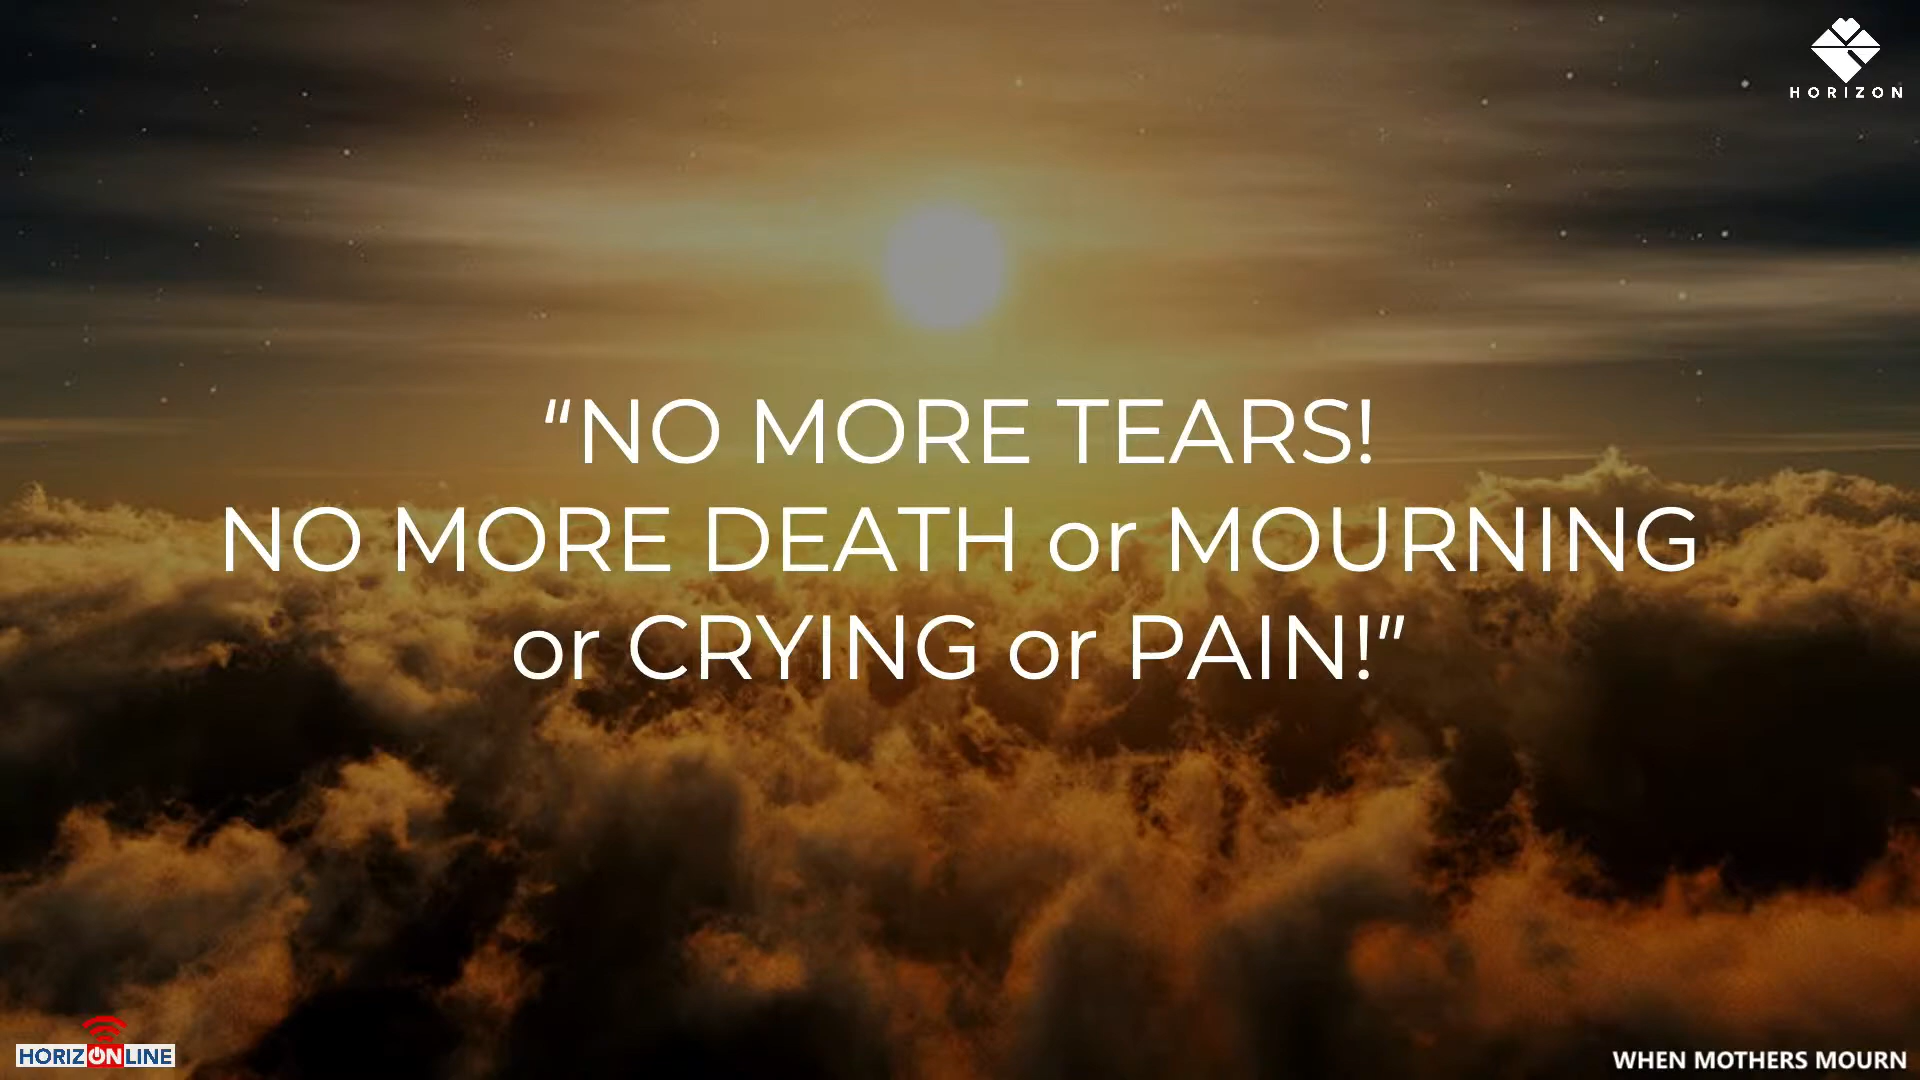 HORIZON
“NO MORE TEARS!
NO MORE DEATH or MOURNING
or CRYING or PAIN!”
HORIZONLINE
WHEN MOTHERS MOURN